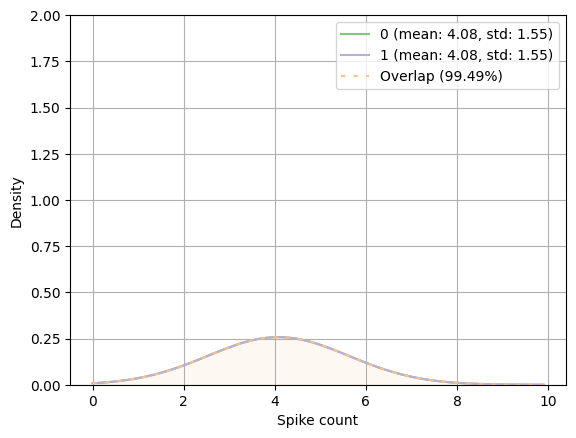 2.00
1.75
1.50
1.25
1.00
0.75
0.50
0.25
0.00
Density
0 (mean: 4.08, std: 1.55)
1 (mean: 4.08, std: 1.55)
Overlap (99.49%)
0 2 4 6 8 10
Spike count